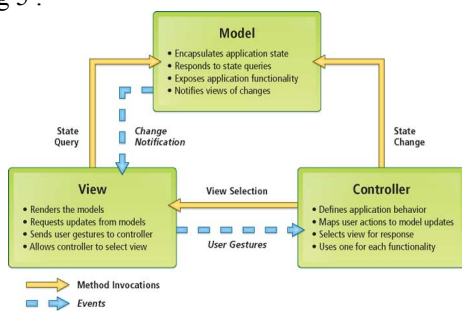 g 5 .
Model
• Encapsulates application state
• Responds to state queries
• Exposes application functionality
• Notifies views of changes
State
Query
Change
Notification
State
Change
View
• Renders the models
• Requests updates from models
• Sends user gestures to controller
• Allows controller to select view
View Selection
User Gestures
Controller
• Defines application behavior
• Maps user actions to model updates
• Selects view for response
• Uses one for each functionality
Method Invocations
Events